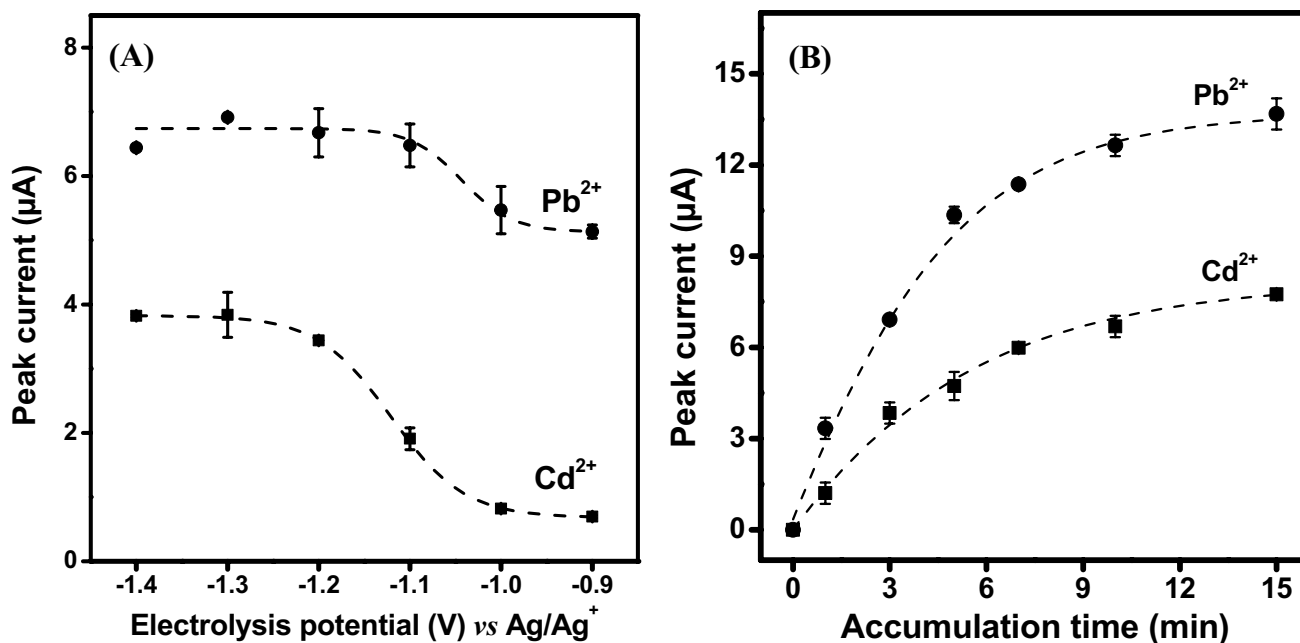 (A)
8
6
4
2
0
Peak current (µA)
Pb²⁺
Cd²⁺
-1.4 -1.3 -1.2 -1.1 -1.0 -0.9
Electrolysis potential (V) vs Ag/Ag⁺
(B)
15
12
9
6
3
0
Peak current (µA)
Pb²⁺
Cd²⁺
0 3 6 9 12 15
Accumulation time (min)